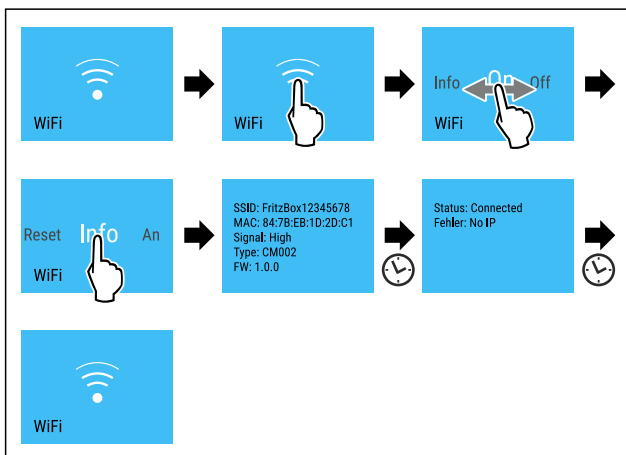 WiFi
WiFi
Info On Off
WiFi
Reset Info An
WiFi
SSID: FritzBox12345678
MAC: 84:7B:EB:1D:2D:C1
Signal: High
Type: CM002
FW: 1.0.0
Status: Connected
Fehler: No IP
WiFi